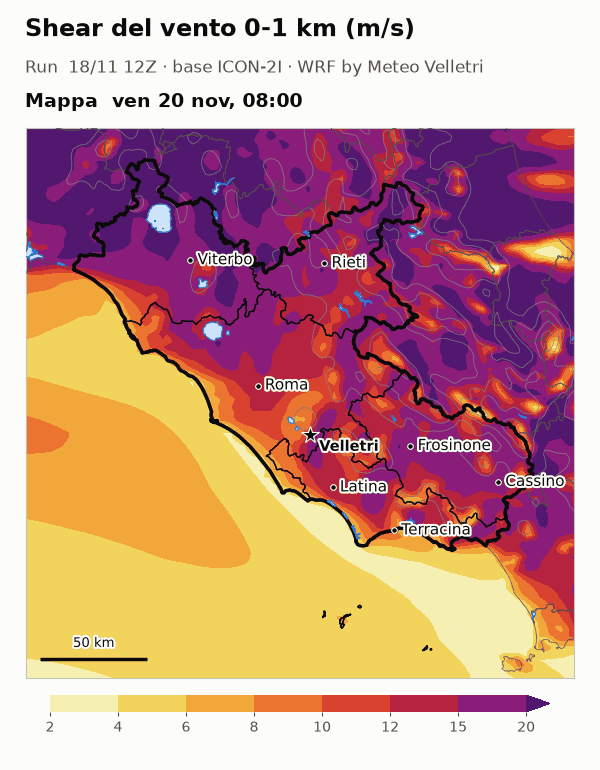 Shear del vento 0-1 km (m/s)
Run  18/11 12Z · base ICON-2I · WRF by Meteo Velletri
Mappa  ven 20 nov, 08:00
Viterbo
Rieti
Roma
Velletri
Frosinone
Cassino
Latina
Terracina
50 km
2 4 6 8 10 12 15 20